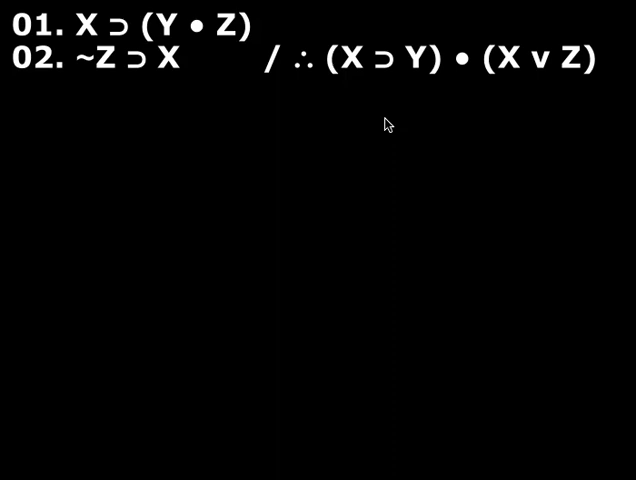 01. X ⊃ (Y • Z)
02. ~Z ⊃ X / ∴ (X ⊃ Y) • (X v Z)